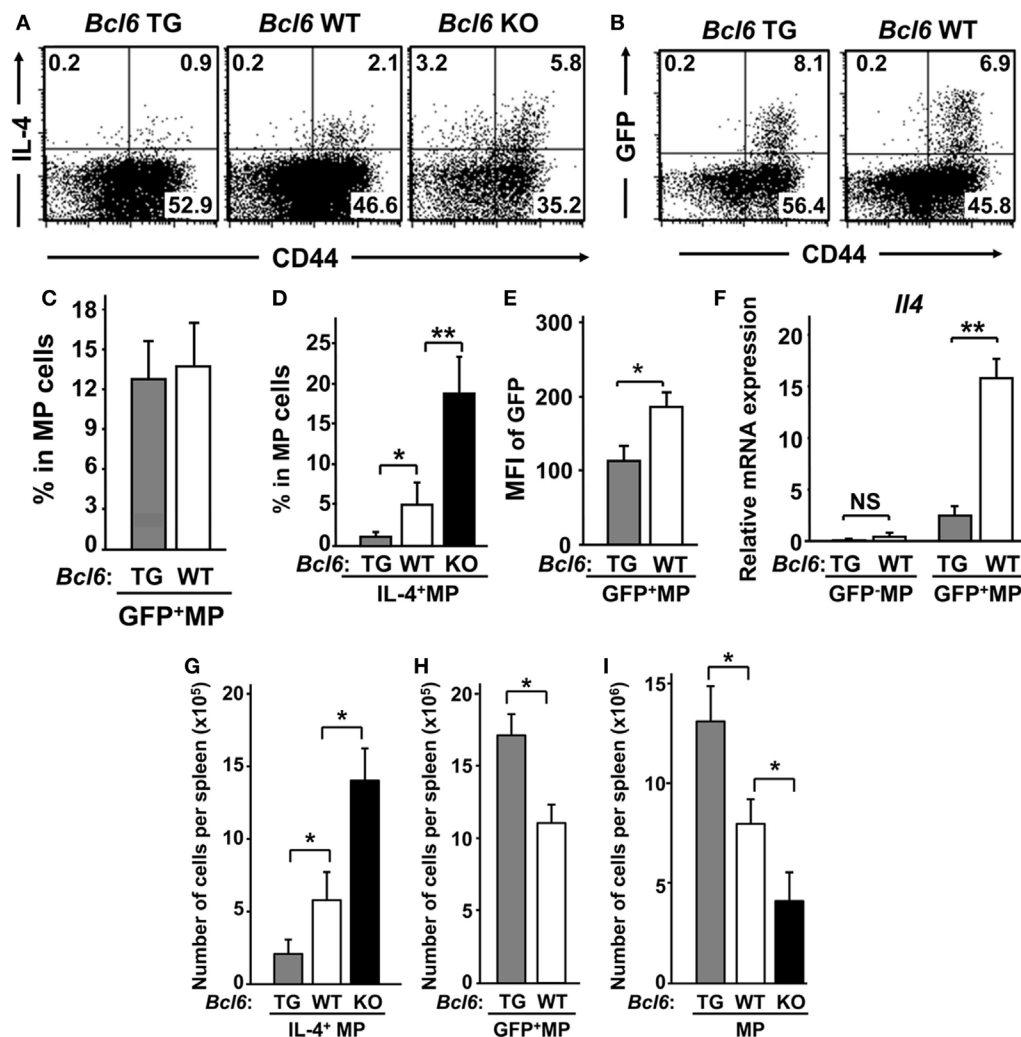 A
Bcl6 TG
Bcl6 WT
Bcl6 KO
IL-4
0.2
0.9
52.9
0.2
2.1
46.6
3.2
5.8
35.2
CD44
B
Bcl6 TG
Bcl6 WT
GFP
0.2
8.1
56.4
0.2
6.9
45.8
CD44
C
% in MP cells
18
15
12
9
6
3
0
Bcl6: TG WT
GFP+MP
D
% in MP cells
25
20
15
10
5
0
*
**
Bcl6: TG WT KO
IL-4+MP
E
MFI of GFP
300
200
100
0
*
Bcl6: TG WT
GFP+MP
F
Il4
Relative mRNA expression
20
15
10
5
0
NS
**
Bcl6: TG WT TG WT
GFP-MP GFP+MP
G
Number of cells per spleen (x10⁵)
20
15
10
5
0
*
*
Bcl6: TG WT KO
IL-4+ MP
H
Number of cells per spleen (x10⁵)
20
15
10
5
0
*
Bcl6: TG WT
GFP+MP
I
Number of cells per spleen (x10⁶)
15
10
5
0
*
*
Bcl6: TG WT KO
MP